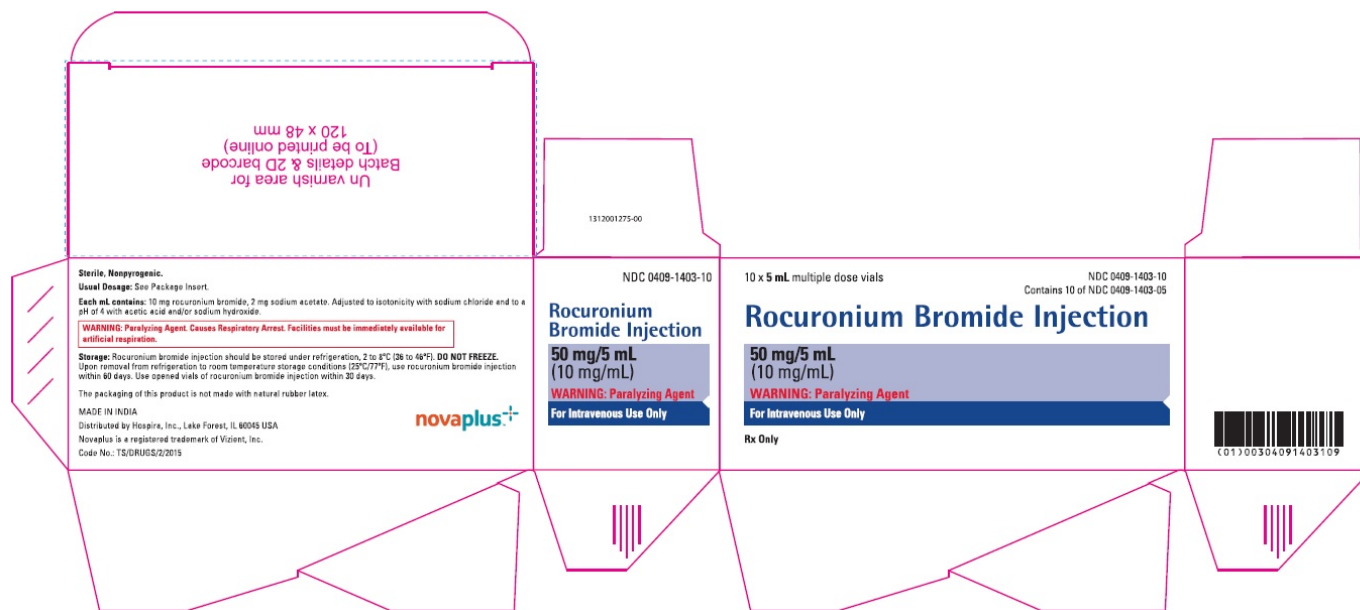 Un varnish area for
Batch details & 2D barcode
(To be printed online)
120 x 48 mm
1312001275-00
Sterile, Nonpyrogenic.
Usual Dosage: See Package Insert.
Each mL contains: 10 mg rocuronium bromide, 2 mg sodium acetate. Adjusted to isotonicity with sodium chloride and to a
pH of 4 with acetic acid and/or sodium hydroxide.
WARNING: Paralyzing Agent. Causes Respiratory Arrest. Facilities must be immediately available for
artificial respiration.
Storage: Rocuronium bromide injection should be stored under refrigeration, 2 to 8°C (36 to 46°F). DO NOT FREEZE.
Upon removal from refrigeration to room temperature storage conditions (25°C/77°F), use rocuronium bromide injection
within 60 days. Use opened vials of rocuronium bromide injection within 30 days.
The packaging of this product is not made with natural rubber latex.
MADE IN INDIA
Distributed by Hospira, Inc., Lake Forest, IL 60045 USA
Novaplus is a registered trademark of Vizient, Inc.
Code No.: TS/DRUGS/2/2015
novaplus
NDC 0409-1403-10
Rocuronium
Bromide Injection
50 mg/5 mL
(10 mg/mL)
WARNING: Paralyzing Agent
For Intravenous Use Only
10 x 5 mL multiple dose vials
NDC 0409-1403-10
Contains 10 of NDC 0409-1403-05
Rocuronium Bromide Injection
50 mg/5 mL
(10 mg/mL)
WARNING: Paralyzing Agent
For Intravenous Use Only
Rx Only
(01)00304091403109